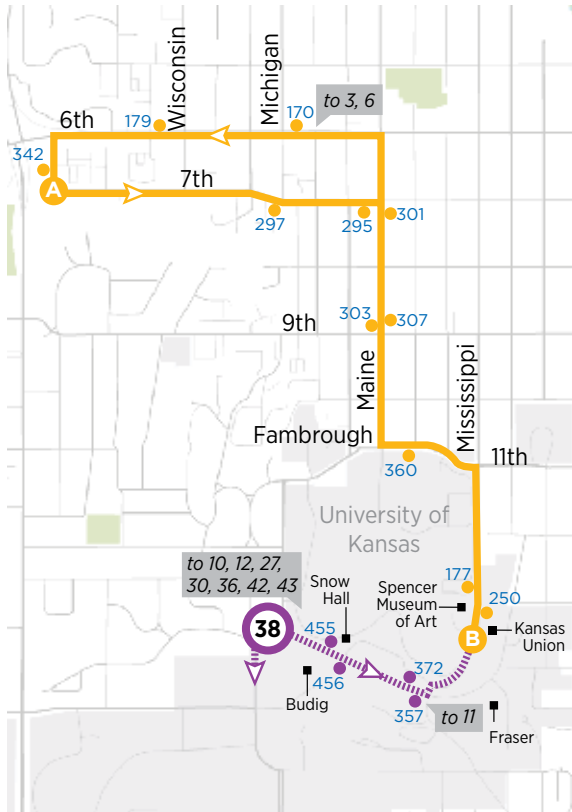 Wisconsin
Michigan
to 3, 6
6th
179
170
342
A
7th
297
295
301
9th
303
307
Maine
Mississippi
Fambrough
11th
360
University of
Kansas
to 10, 12, 27,
30, 36, 42, 43
Snow
Hall
Spencer
Museum
of Art
177
250
38
455
B
Kansas
Union
456
372
Budig
357
to 11
Fraser